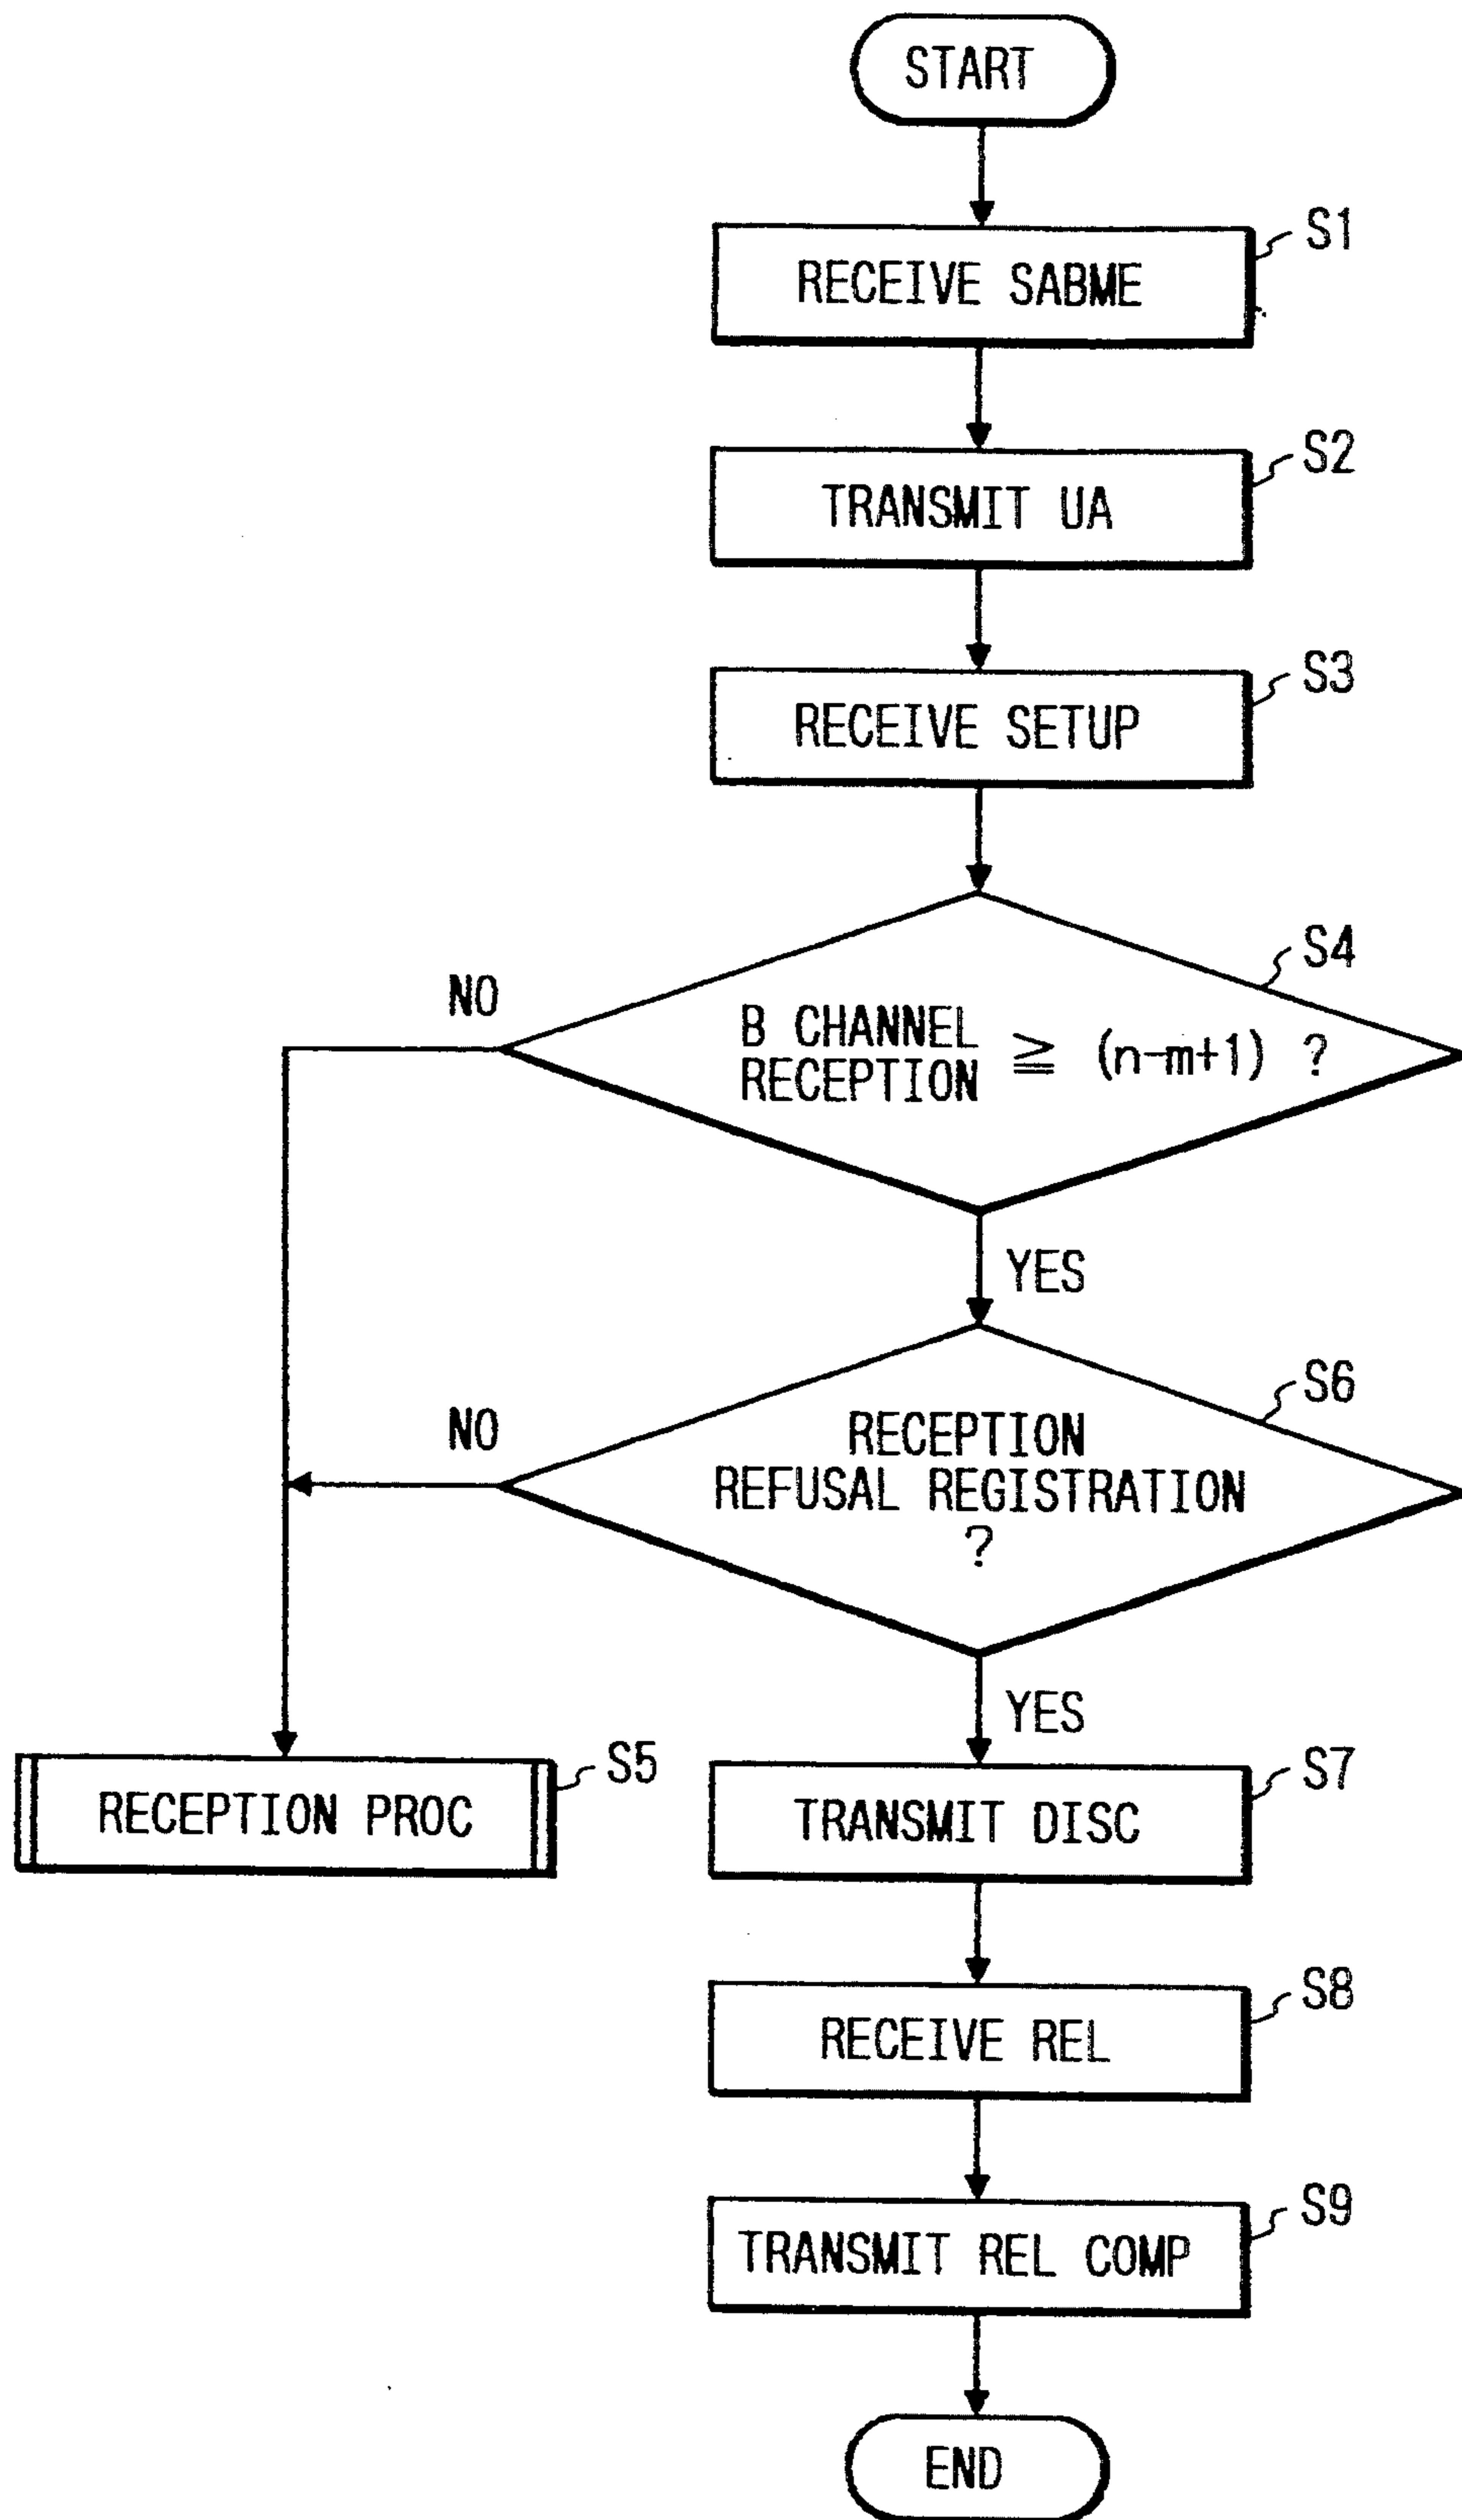 START
S1
RECEIVE SABME
S2
TRANSMIT UA
S3
RECEIVE SETUP
S4
NO
B CHANNEL
RECEPTION ≧ (n-m+1) ?
YES
S6
NO
RECEPTION
REFUSAL REGISTRATION
?
YES
S5
RECEPTION PROC
S7
TRANSMIT DISC
S8
RECEIVE REL
S9
TRANSMIT REL COMP
END